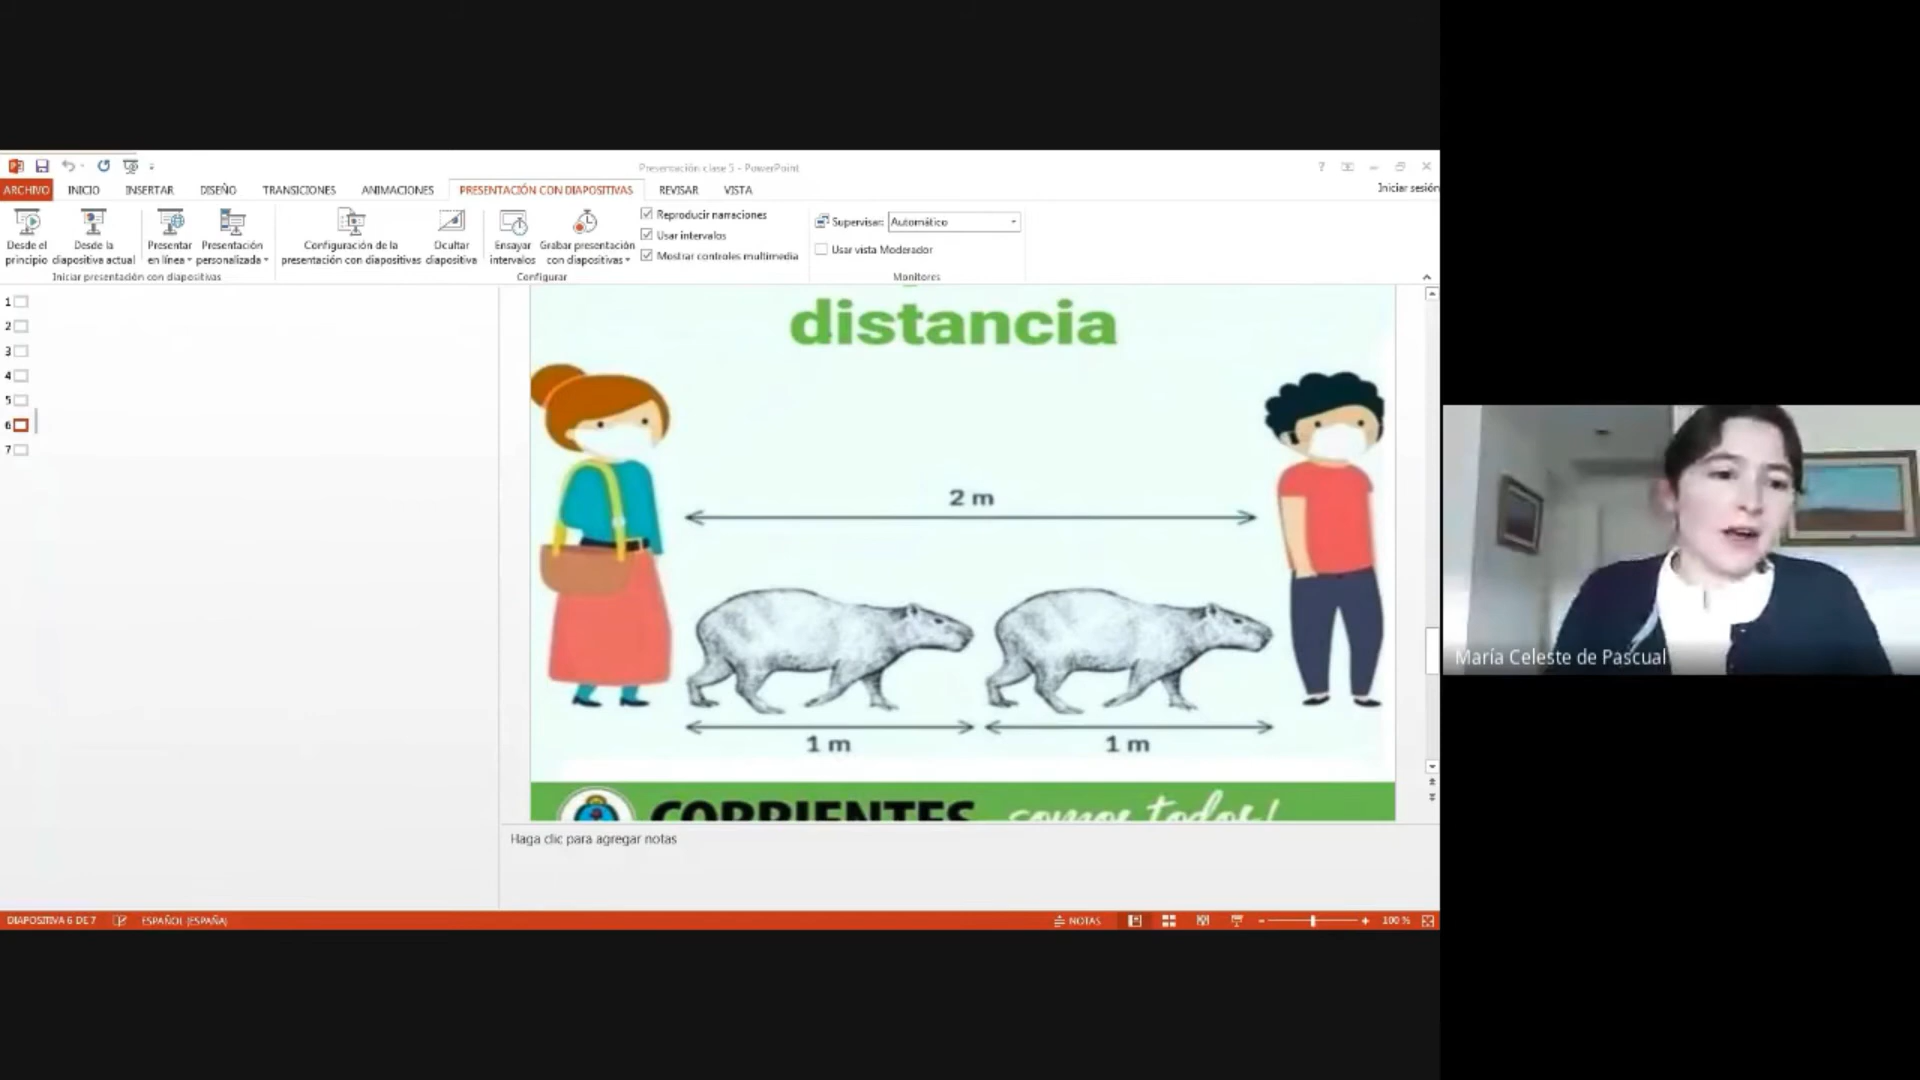 Presentación clase 5 - PowerPoint
?
ARCHIVO INICIO INSERTAR DISEÑO TRANSICIONES ANIMACIONES PRESENTACIÓN CON DIAPOSITIVAS REVISAR VISTA Iniciar sesión
Desde el principio
Desde la diapositiva actual
Presentar en línea
Presentación personalizada
Configuración de la presentación con diapositivas
Ocultar diapositiva
Ensayar intervalos
Grabar presentación con diapositivas
Reproducir narraciones
Usar intervalos
Mostrar controles multimedia
Supervisar: Automático
Usar vista Moderador
Iniciar presentación con diapositivas
Configurar
Monitores
1
2
3
4
5
6
7
distancia
2 m
1 m 1 m
CORRIENTES somos todos!
Haga clic para agregar notas
DIAPOSITIVA 6 DE 7 ESPAÑOL (ESPAÑA) NOTAS 100 %
María Celeste de Pascual